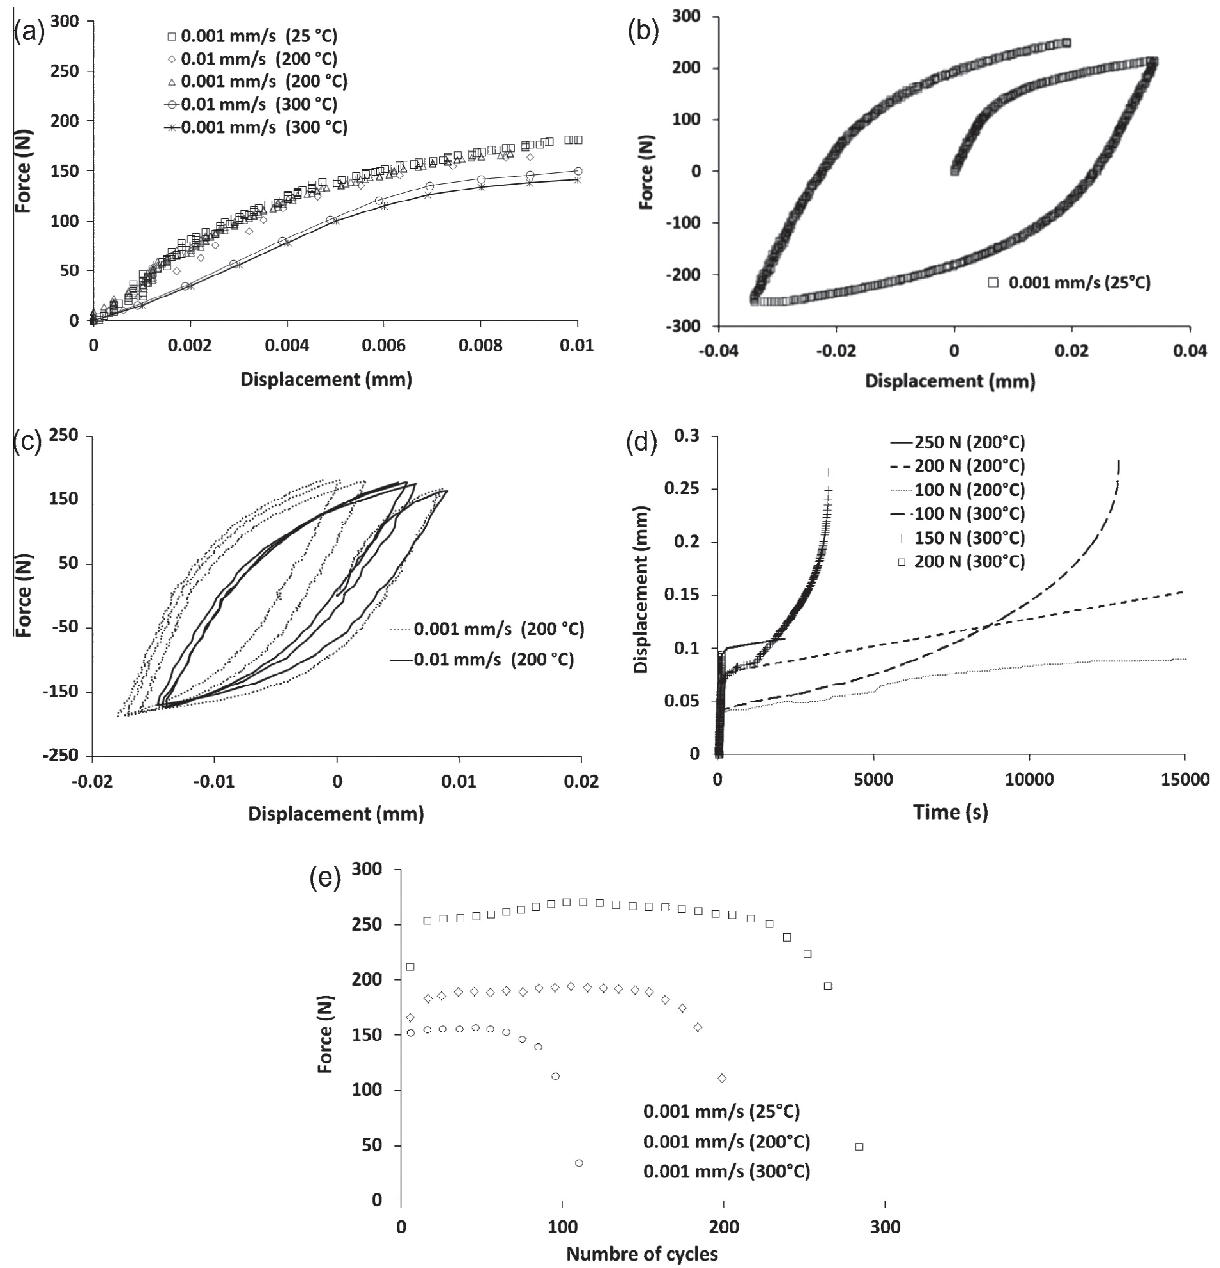 (a)
300
250
200
150
100
50
0
Force (N)
0.001 mm/s (25 °C)
0.01 mm/s (200 °C)
0.001 mm/s (200 °C)
0.01 mm/s (300 °C)
0.001 mm/s (300 °C)
0 0.002 0.004 0.006 0.008 0.01
Displacement (mm)
(b)
300
200
100
0
-100
-200
-300
Force (N)
0.001 mm/s (25°C)
-0.04 -0.02 0 0.02 0.04
Displacement (mm)
(c)
250
150
50
-50
-150
-250
Force (N)
0.001 mm/s (200 °C)
0.01 mm/s (200 °C)
-0.02 -0.01 0 0.01 0.02
Displacement (mm)
(d)
0.3
0.25
0.2
0.15
0.1
0.05
0
Displacement (mm)
250 N (200°C)
200 N (200°C)
100 N (200°C)
100 N (300°C)
150 N (300°C)
200 N (300°C)
0 5000 10000 15000
Time (s)
(e)
300
250
200
150
100
50
0
Force (N)
0.001 mm/s (25°C)
0.001 mm/s (200°C)
0.001 mm/s (300°C)
0 100 200 300
Numbre of cycles